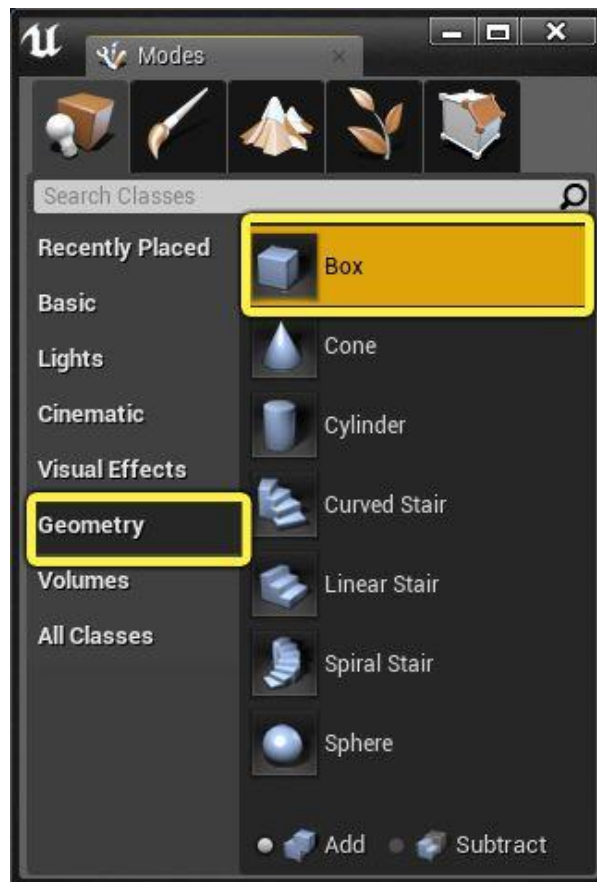 Modes
Search Classes
Recently Placed
Basic
Lights
Cinematic
Visual Effects
Geometry
Volumes
All Classes
Box
Cone
Cylinder
Curved Stair
Linear Stair
Spiral Stair
Sphere
Add Subtract